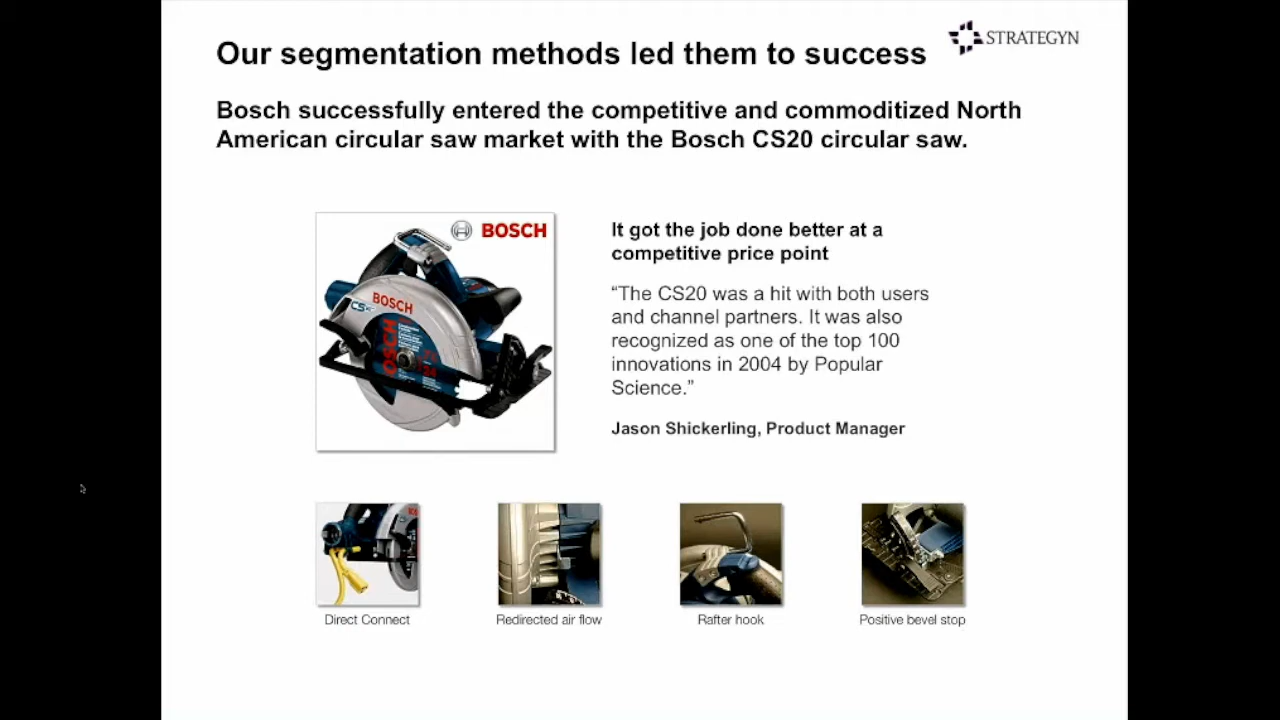 Our segmentation methods led them to success
STRATEGYN
Bosch successfully entered the competitive and commoditized North
American circular saw market with the Bosch CS20 circular saw.
BOSCH
BOSCH
It got the job done better at a
competitive price point
“The CS20 was a hit with both users
and channel partners. It was also
recognized as one of the top 100
innovations in 2004 by Popular
Science.”
Jason Shickerling, Product Manager
Direct Connect
Redirected air flow
Rafter hook
Positive bevel stop